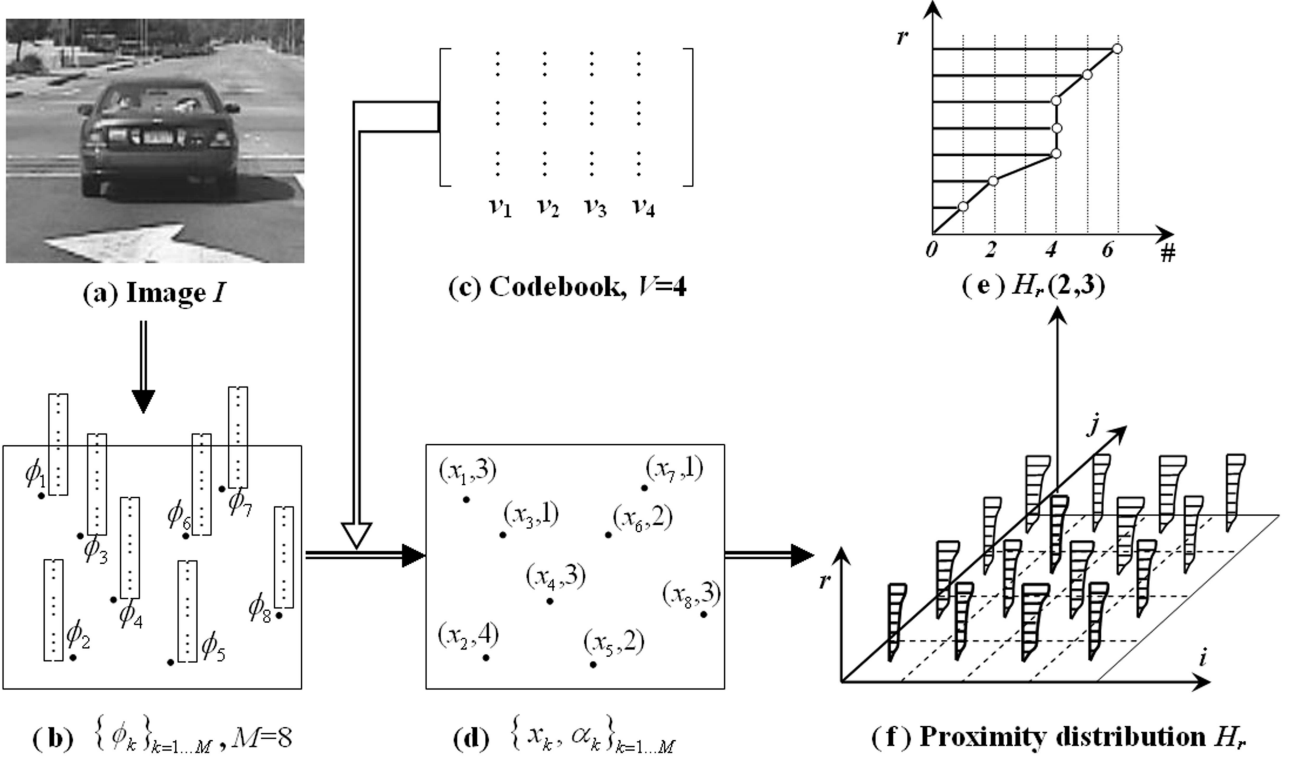 (a) Image I
v₁ v₂ v₃ v₄
(c) Codebook, V=4
r
0 2 4 6 #
(e) Hᵣ(2,3)
ϕ₁
ϕ₇
ϕ₆
ϕ₃
ϕ₄
ϕ₈
ϕ₂
ϕ₅
(b) {ϕₖ}ₖ₌₁...M, M=8
(x₁,3)
(x₇,1)
(x₃,1)
(x₆,2)
(x₄,3)
(x₈,3)
(x₂,4)
(x₅,2)
(d) {xₖ, αₖ}ₖ₌₁...M
j
r
i
(f) Proximity distribution Hᵣ